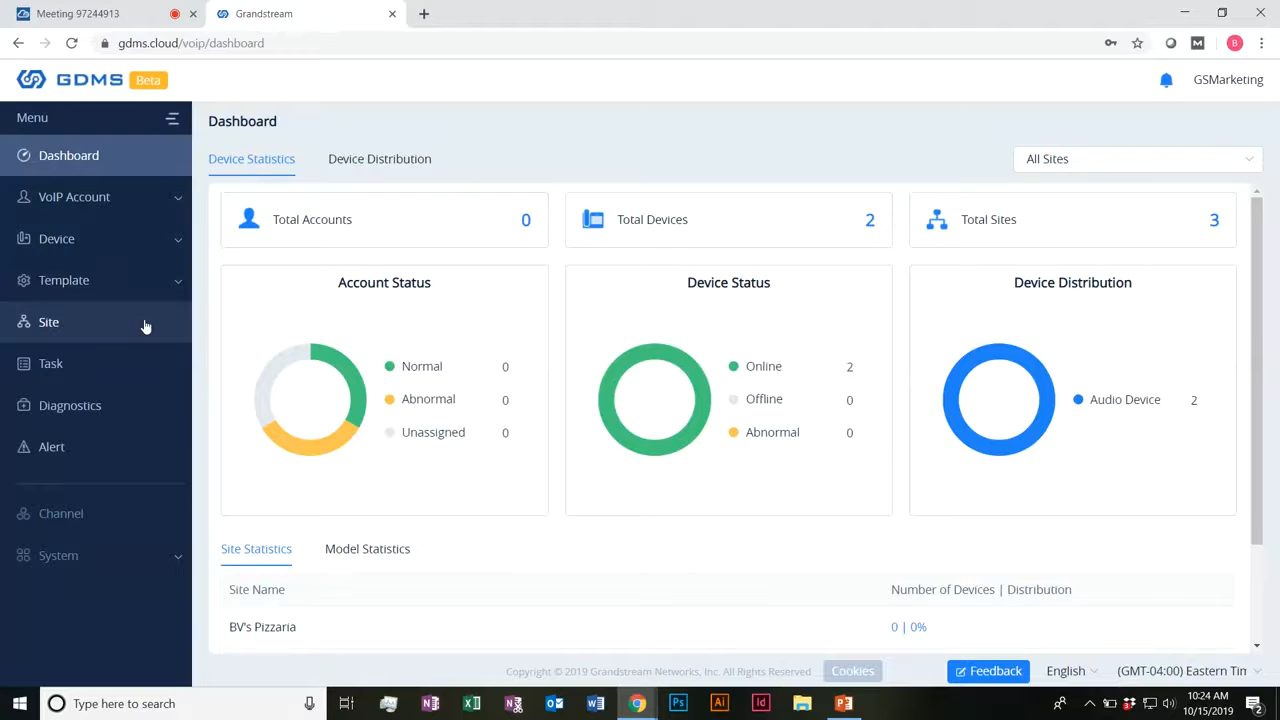 Meeting 97244913
Grandstream
gdms.cloud/voip/dashboard
M
B
GDMS Beta
GSMarketing
Menu
Dashboard
VoIP Account
Device
Template
Site
Task
Diagnostics
Alert
Channel
System
Dashboard
Device Statistics
Device Distribution
All Sites
Total Accounts 0
Total Devices 2
Total Sites 3
Account Status
Normal 0
Abnormal 0
Unassigned 0
Device Status
Online 2
Offline 0
Abnormal 0
Device Distribution
Audio Device 2
Site Statistics
Model Statistics
Site Name
Number of Devices | Distribution
BV's Pizzaria
0 | 0%
Copyright © 2019 Grandstream Networks, Inc. All Rights Reserved
Cookies
Feedback
English
(GMT-04:00) Eastern Tim
Type here to search
Ps
Ai
Id
10:24 AM
10/15/2019
2